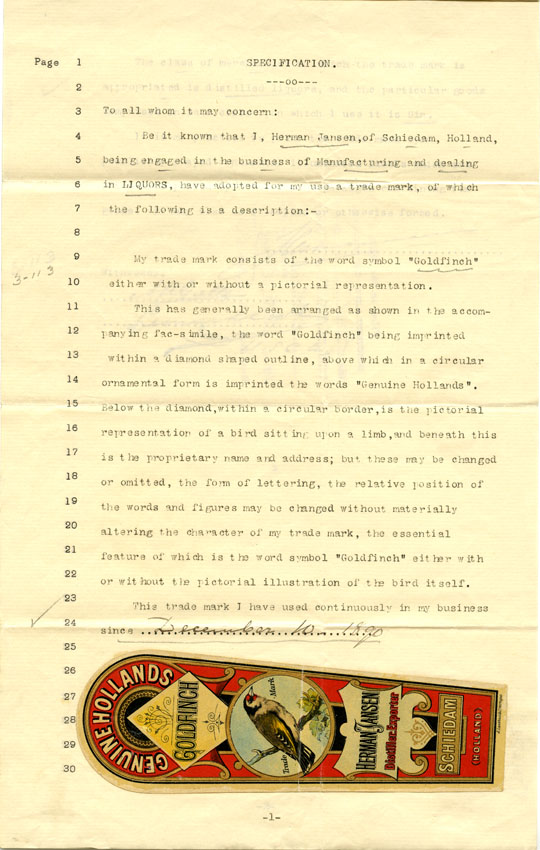 Page 1 SPECIFICATION.
2 ---oo---
3 To all whom it may concern:
4 Be it known that I, Herman Jansen, of Schiedam, Holland,
5 being engaged in the business of Manufacturing and dealing
6 in LIQUORS, have adopted for my use a trade mark, of which
7 the following is a description:-
8
3-113
9 My trade mark consists of the word symbol "Goldfinch"
10 either with or without a pictorial representation.
11 This has generally been arranged as shown in the accom-
12 panying fac-simile, the word "Goldfinch" being imprinted
13 within a diamond shaped outline, above which in a circular
14 ornamental form is imprinted the words "Genuine Hollands".
15 Below the diamond,within a circular border,is the pictorial
16 representation of a bird sitting upon a limb,and beneath this
17 is the proprietary name and address; but these may be changed
18 or omitted, the form of lettering, the relative position of
19 the words and figures may be changed without materially
20 altering the character of my trade mark, the essential
21 feature of which is the word symbol "Goldfinch" either with
22 or without the pictorial illustration of the bird itself.
23 This trade mark I have used continuously in my business
24 since December 10. 1890
25
26
27
28
29
30
GENUINE HOLLANDS
GOLDFINCH
Trade Mark
HERMAN JANSEN
Distiller-Exporter
SCHIEDAM
(HOLLAND)
-1-